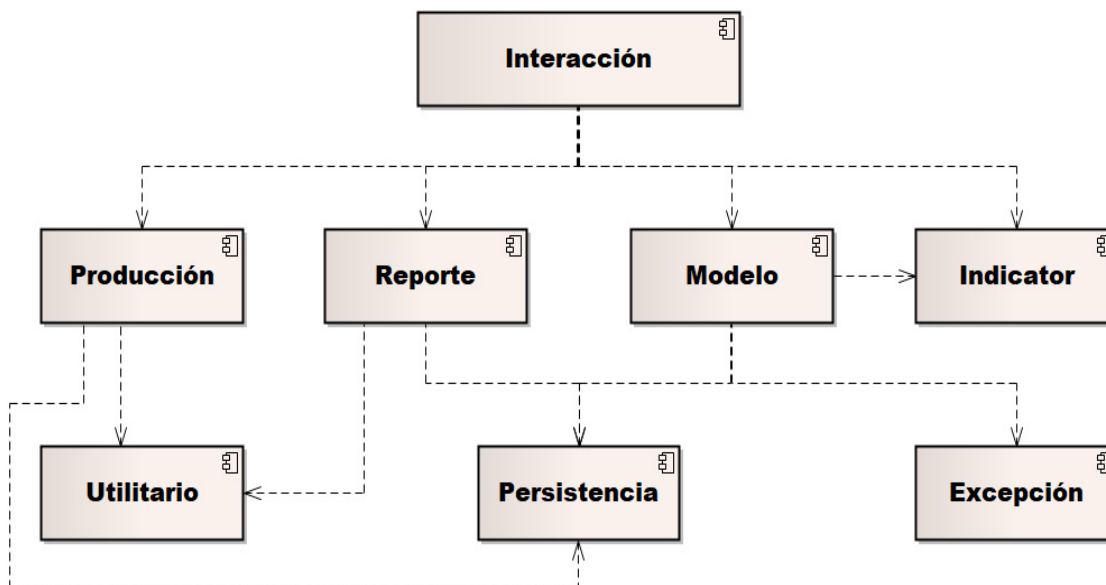 Interacción
Producción
Reporte
Modelo
Indicator
Utilitario
Persistencia
Excepción